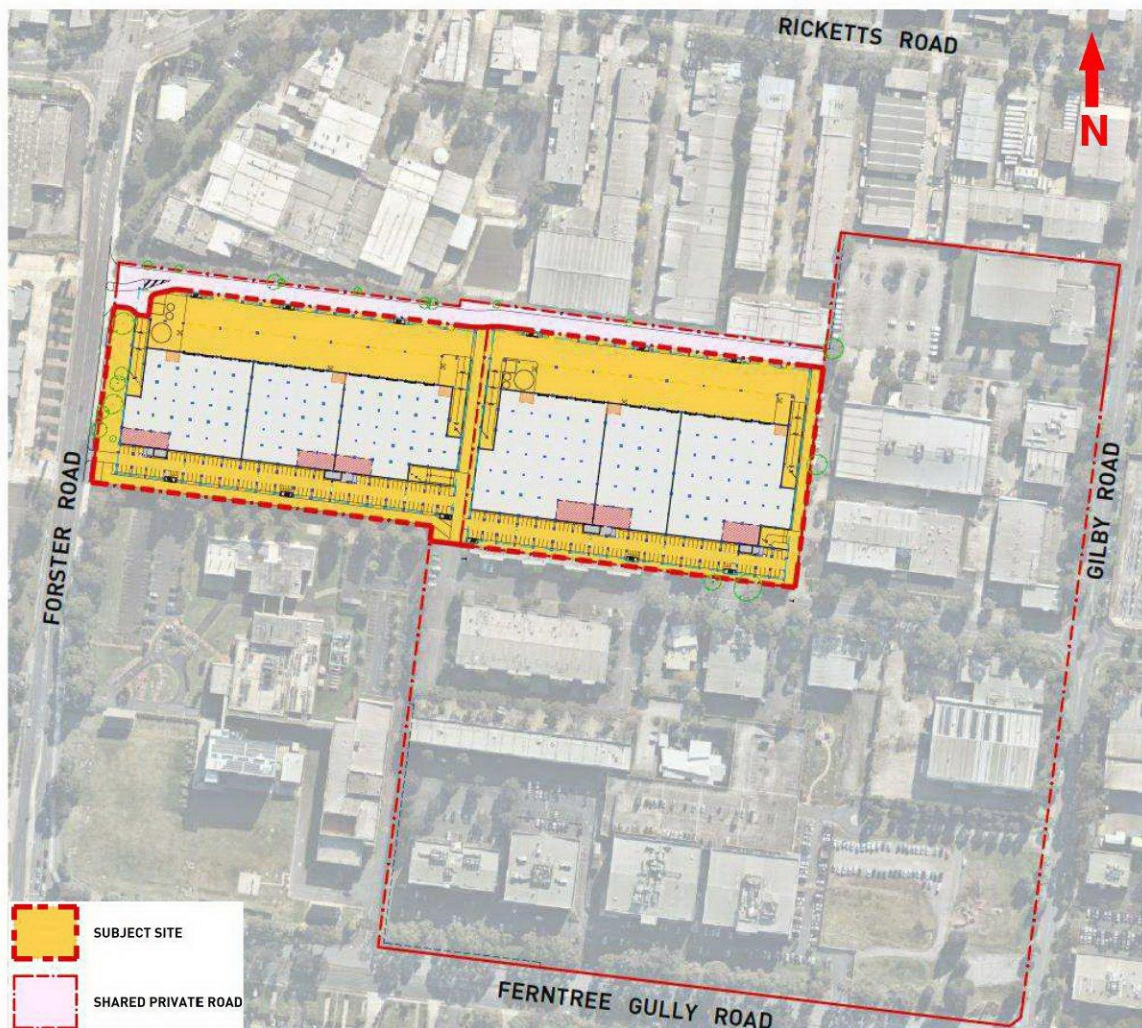 RICKETTS ROAD
N
FORSTER ROAD
GILBY ROAD
SUBJECT SITE
SHARED PRIVATE ROAD
FERNTREE GULLY ROAD